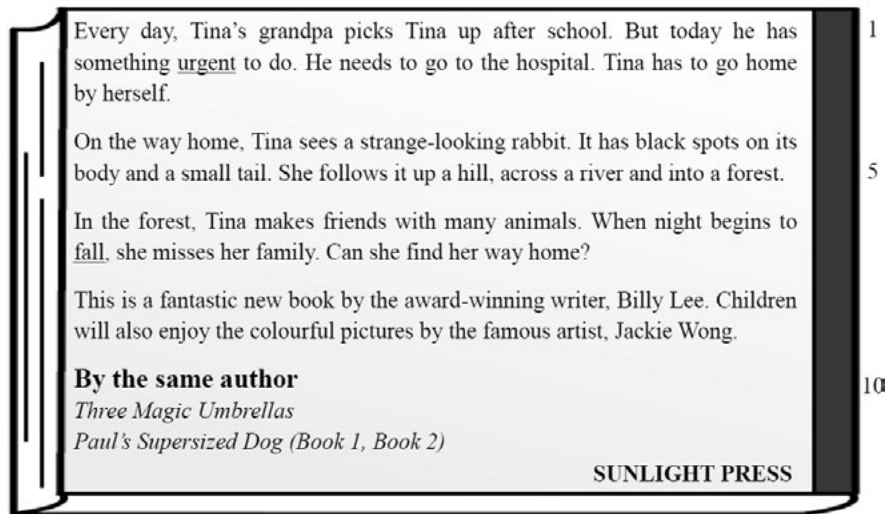 Every day, Tina’s grandpa picks Tina up after school. But today he has 1
something urgent to do. He needs to go to the hospital. Tina has to go home
by herself.
On the way home, Tina sees a strange-looking rabbit. It has black spots on its
body and a small tail. She follows it up a hill, across a river and into a forest. 5
In the forest, Tina makes friends with many animals. When night begins to
fall, she misses her family. Can she find her way home?
This is a fantastic new book by the award-winning writer, Billy Lee. Children
will also enjoy the colourful pictures by the famous artist, Jackie Wong.
By the same author 10
Three Magic Umbrellas
Paul’s Supersized Dog (Book 1, Book 2)
SUNLIGHT PRESS